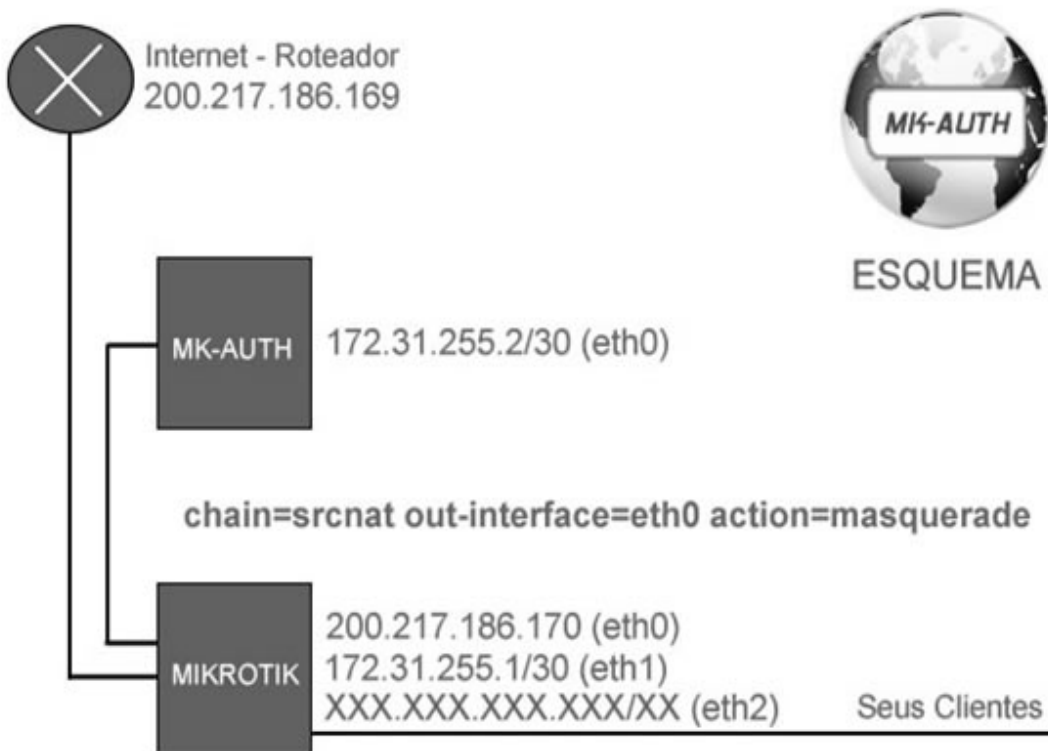 Internet - Roteador
200.217.186.169
MK-AUTH
ESQUEMA
MK-AUTH
172.31.255.2/30 (eth0)
chain=srcnat out-interface=eth0 action=masquerade
MIKROTIK
200.217.186.170 (eth0)
172.31.255.1/30 (eth1)
XXX.XXX.XXX.XXX/XX (eth2)
Seus Clientes